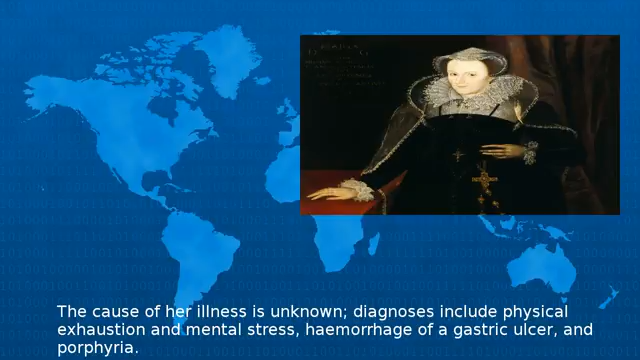 The cause of her illness is unknown; diagnoses include physical
exhaustion and mental stress, haemorrhage of a gastric ulcer, and
porphyria.